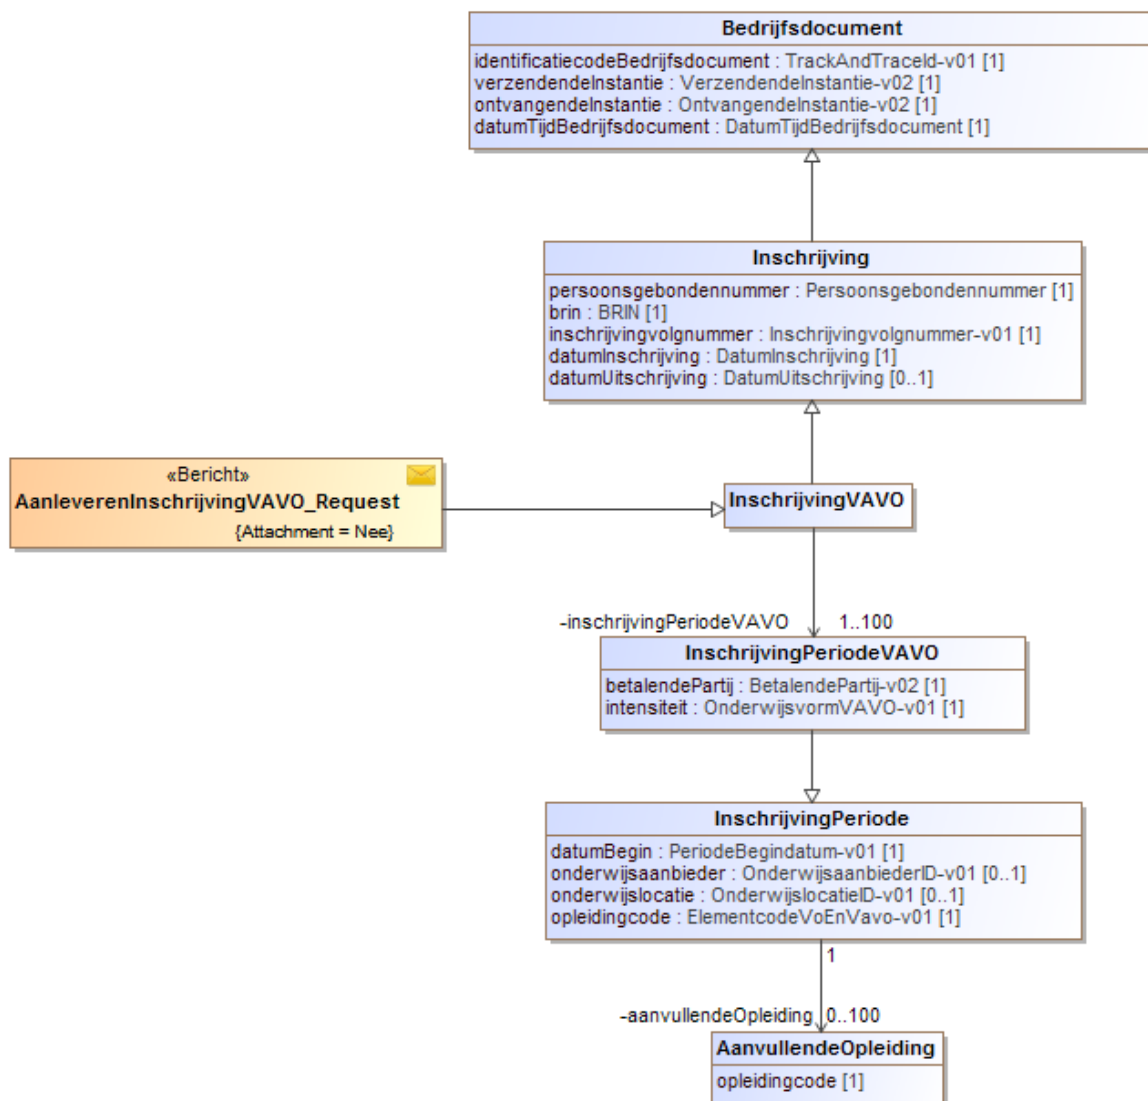 Bedrijfsdocument
identificatiecodeBedrijfsdocument : TrackAndTraceId-v01 [1]
verzendendeInstantie : VerzendendeInstantie-v02 [1]
ontvangendeInstantie : OntvangendeInstantie-v02 [1]
datumTijdBedrijfsdocument : DatumTijdBedrijfsdocument [1]
Inschrijving
persoonsgebondennummer : Persoonsgebondennummer [1]
brin : BRIN [1]
inschrijvingvolgnummer : Inschrijvingvolgnummer-v01 [1]
datumInschrijving : DatumInschrijving [1]
datumUitschrijving : DatumUitschrijving [0..1]
«Bericht»
AanleverenInschrijvingVAVO_Request
{Attachment = Nee}
InschrijvingVAVO
-inschrijvingPeriodeVAVO 1..100
InschrijvingPeriodeVAVO
betalendePartij : BetalendePartij-v02 [1]
intensiteit : OnderwijsvormVAVO-v01 [1]
InschrijvingPeriode
datumBegin : PeriodeBegindatum-v01 [1]
onderwijsaanbieder : OnderwijsaanbiederID-v01 [0..1]
onderwijslocatie : OnderwijslocatieID-v01 [0..1]
opleidingcode : ElementcodeVoEnVavo-v01 [1]
1
-aanvullendeOpleiding 0..100
AanvullendeOpleiding
opleidingcode [1]